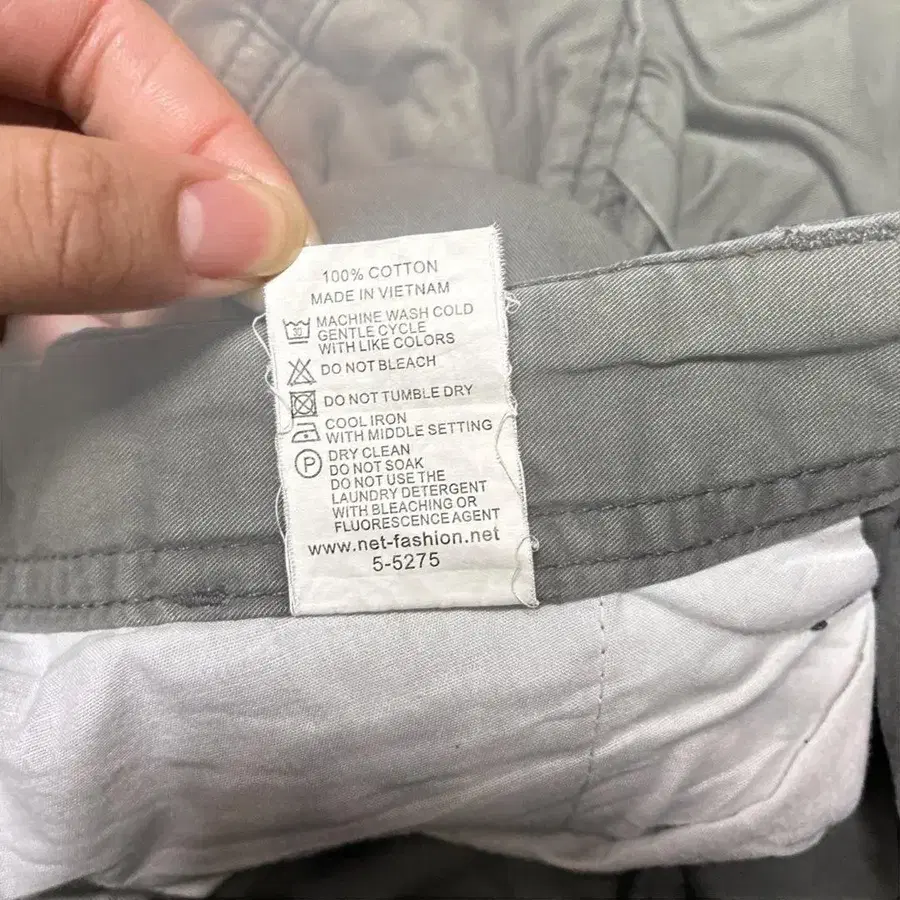 100% COTTON
MADE IN VIETNAM
30
MACHINE WASH COLD
GENTLE CYCLE
WITH LIKE COLORS
DO NOT BLEACH
DO NOT TUMBLE DRY
COOL IRON
WITH MIDDLE SETTING
P
DRY CLEAN
DO NOT SOAK
DO NOT USE THE
LAUNDRY DETERGENT
WITH BLEACHING OR
FLUORESCENCE AGENT
www.net-fashion.net
5-5275